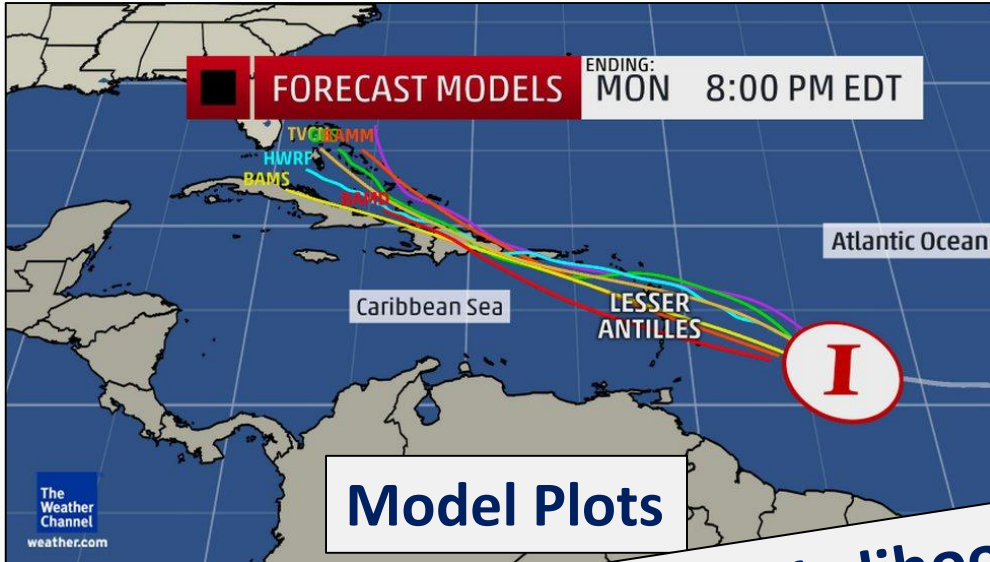 FORECAST MODELS
ENDING:
MON 8:00 PM EDT
HWRF
BAMS
Atlantic Ocean
Caribbean Sea
LESSER
ANTILLES
I
Model Plots
The
Weather
Channel
weather.com